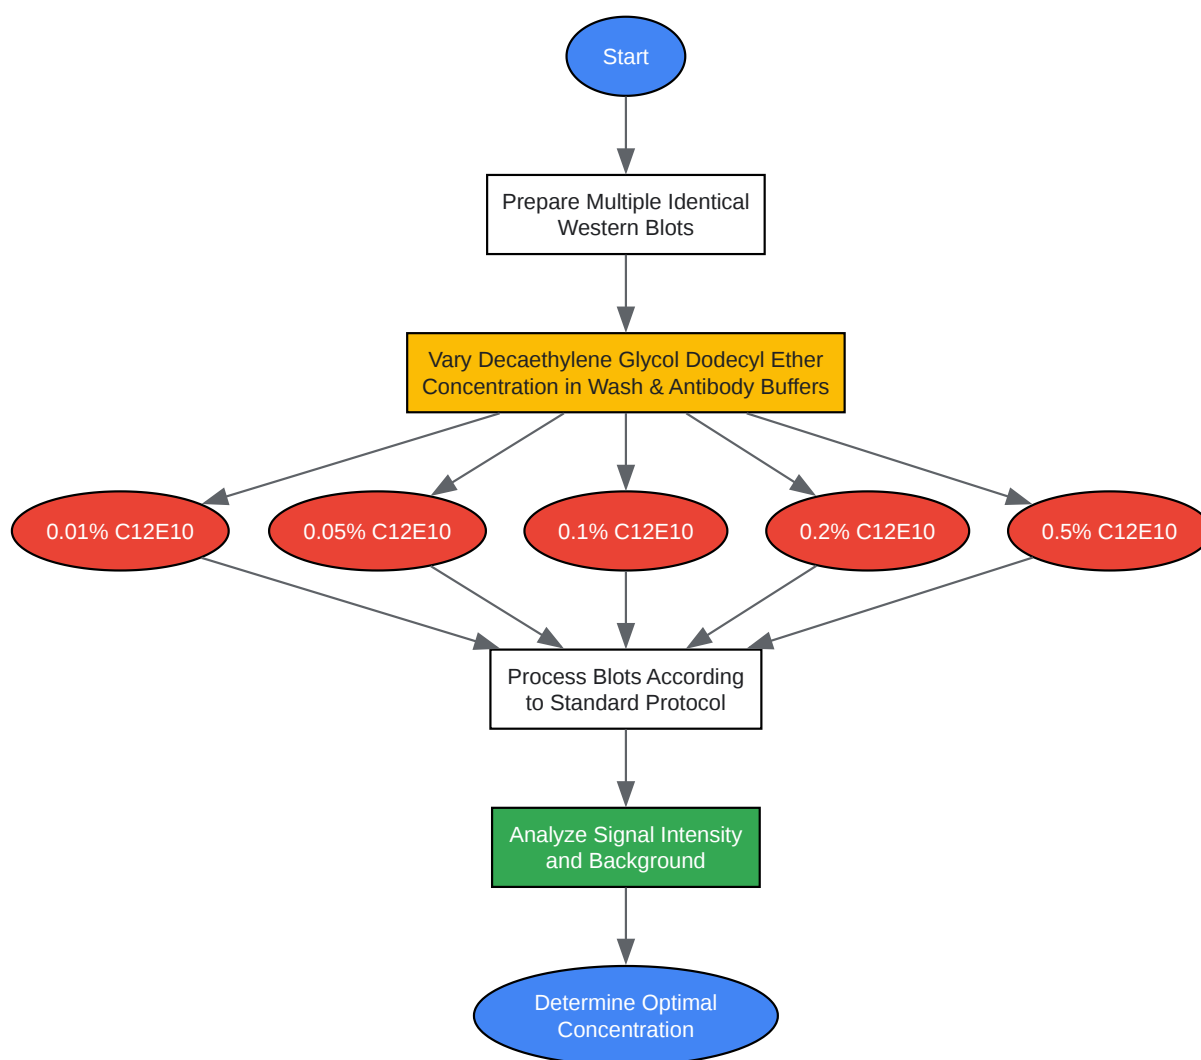 Start
Prepare Multiple Identical
Western Blots
Vary Decaethylene Glycol Dodecyl Ether
Concentration in Wash & Antibody Buffers
0.01% C12E10
0.05% C12E10
0.1% C12E10
0.2% C12E10
0.5% C12E10
Process Blots According
to Standard Protocol
Analyze Signal Intensity
and Background
Determine Optimal
Concentration